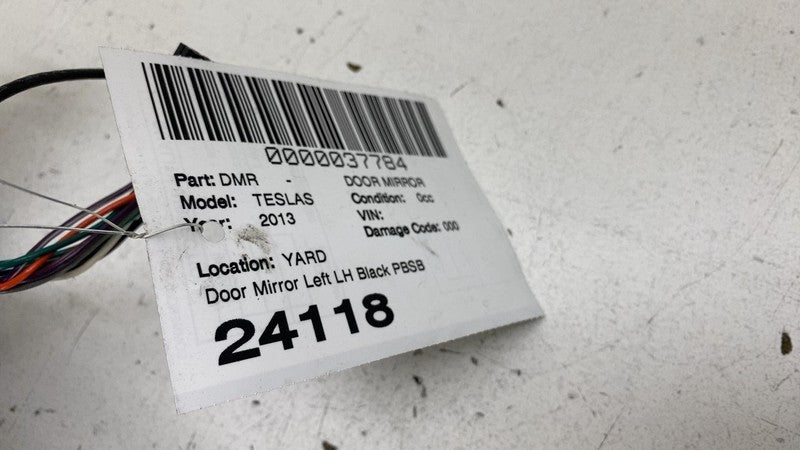 0000037784
Part: DMR - DOOR MIRROR
Model: TESLAS Condition: 0cc
Year: 2013 VIN:
Damage Code: 000
Location: YARD
Door Mirror Left LH Black PBSB
24118